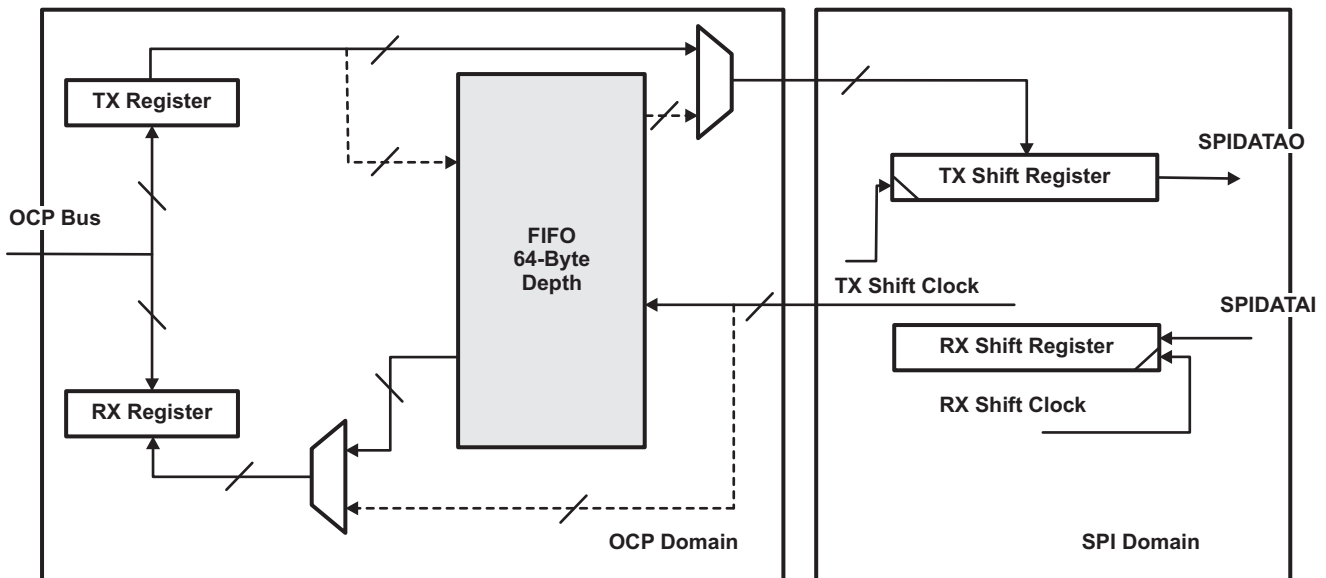 TX Register
SPIDATAO
TX Shift Register
OCP Bus
FIFO
64-Byte
Depth
TX Shift Clock
SPIDATAI
RX Shift Register
RX Register
RX Shift Clock
OCP Domain
SPI Domain